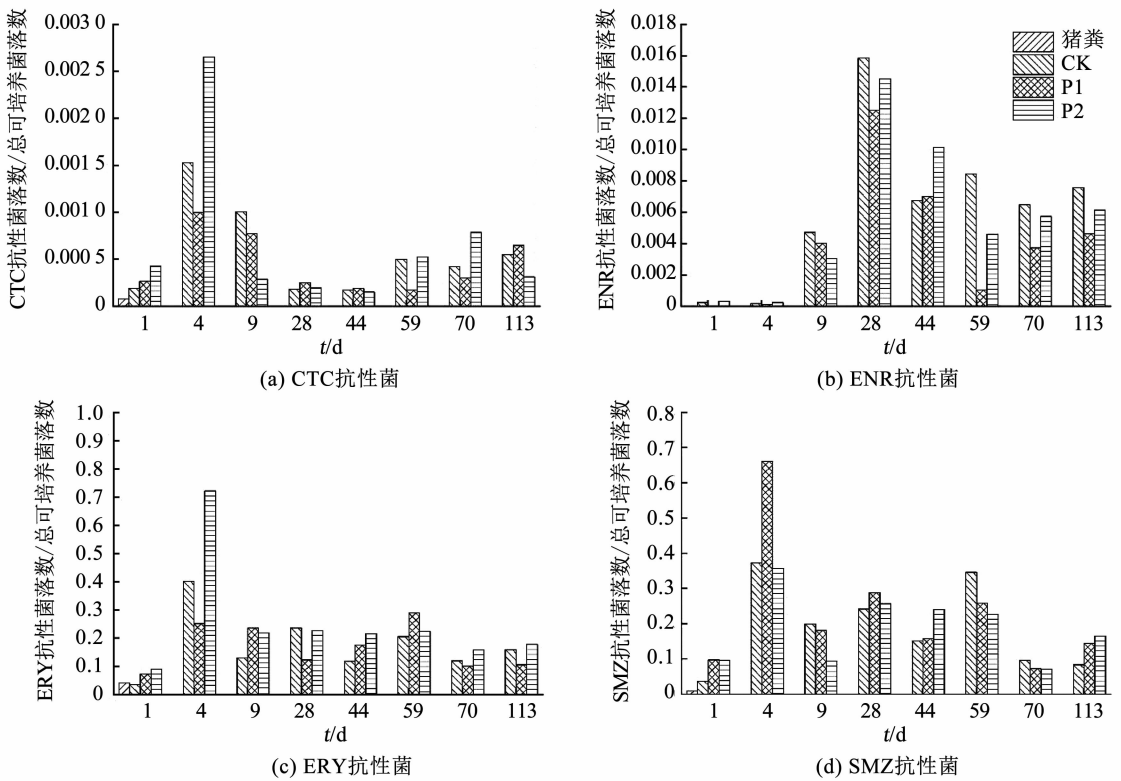 CTC抗性菌落数/总可培养菌落数
0.003 0
0.002 5
0.002 0
0.001 5
0.001 0
0.000 5
0
1 4 9 28 44 59 70 113
t/d
(a) CTC抗性菌
ENR抗性菌落数/总可培养菌落数
0.018
0.016
0.014
0.012
0.010
0.008
0.006
0.004
0.002
0
猪粪
CK
P1
P2
1 4 9 28 44 59 70 113
t/d
(b) ENR抗性菌
ERY抗性菌落数/总可培养菌落数
1.0
0.9
0.8
0.7
0.6
0.5
0.4
0.3
0.2
0.1
0
1 4 9 28 44 59 70 113
t/d
(c) ERY抗性菌
SMZ抗性菌落数/总可培养菌落数
0.8
0.7
0.6
0.5
0.4
0.3
0.2
0.1
0
1 4 9 28 44 59 70 113
t/d
(d) SMZ抗性菌